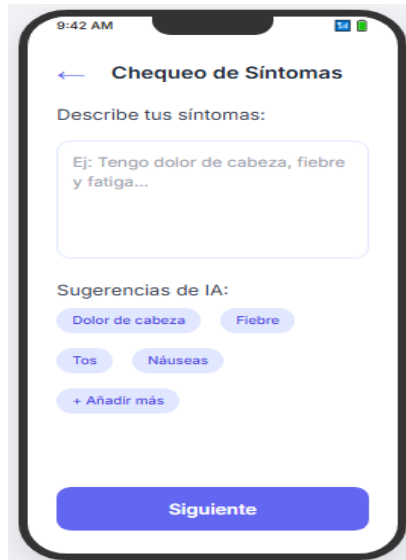 9:42 AM
← Chequeo de Síntomas
Describe tus síntomas:
Ej: Tengo dolor de cabeza, fiebre
y fatiga...
Sugerencias de IA:
Dolor de cabeza Fiebre
Tos Náuseas
+ Añadir más
Siguiente